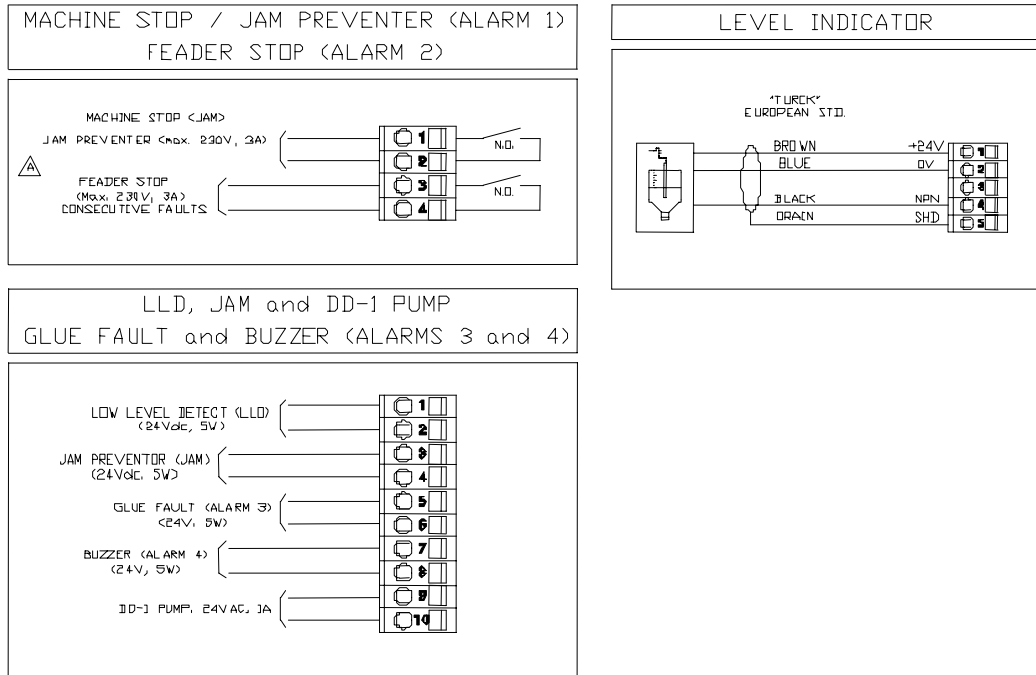 MACHINE STOP / JAM PREVENTER (ALARM 1)
FEADER STOP (ALARM 2)
MACHINE STOP (JAM)
JAM PREVENTER (max. 230V, 3A)
A
FEADER STOP
(Max. 230V, 3A)
CONSECUTIVE FAULTS
1
2
3
4
N.O.
N.O.
LEVEL INDICATOR
"TURCK"
EUROPEAN STD.
BROWN +24V 1
BLUE 0V 2
3
BLACK NPN 4
DRAIN SHD 5
LLD, JAM and DD-1 PUMP
GLUE FAULT and BUZZER (ALARMS 3 and 4)
LOW LEVEL DETECT (LLD)
(24Vdc, 5W)
JAM PREVENTOR (JAM)
(24Vdc, 5W)
GLUE FAULT (ALARM 3)
(24V, 5W)
BUZZER (ALARM 4)
(24V, 5W)
DD-1 PUMP, 24VAC, 1A
1
2
3
4
5
6
7
8
9
10